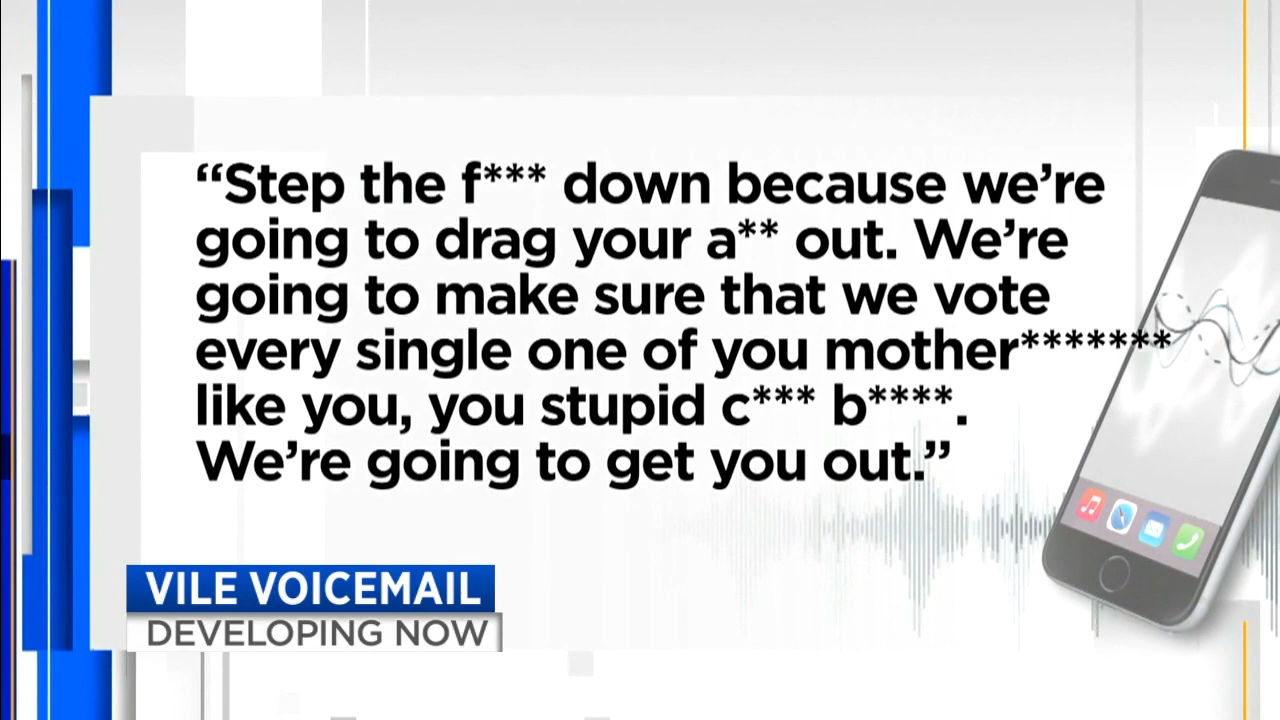 “Step the f*** down because we’re
going to drag your a** out. We’re
going to make sure that we vote
every single one of you mother*******
like you, you stupid c*** b****.
We’re going to get you out.”
VILE VOICEMAIL
DEVELOPING NOW